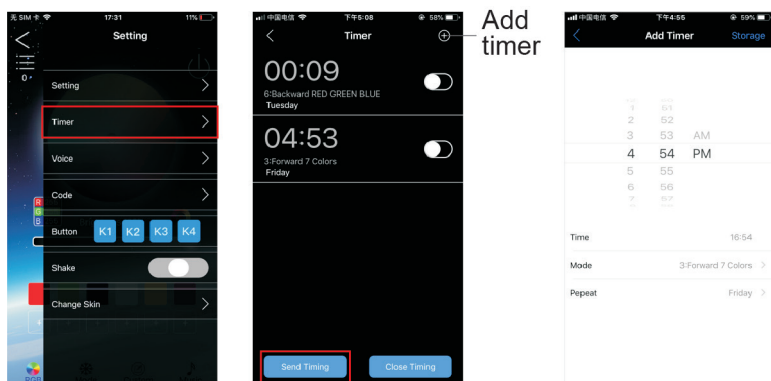 无 SIM 卡
17:31
11%
Setting
0
Setting
Timer
Voice
Code
R
G
B
Button K1 K2 K3 K4
Shake
Change Skin
RGB
中国电信
下午5:08
58%
Timer
Add
timer
00:09
6:Backward RED GREEN BLUE
Tuesday
04:53
3:Forward 7 Colors
Friday
Send Timing
Close Timing
中国电信
下午4:55
59%
Add Timer
Storage
1 51
2 52
3 53 AM
4 54 PM
5 55
6 56
7 57
Time 16:54
Mode 3:Forward 7 Colors
Pepeat Friday